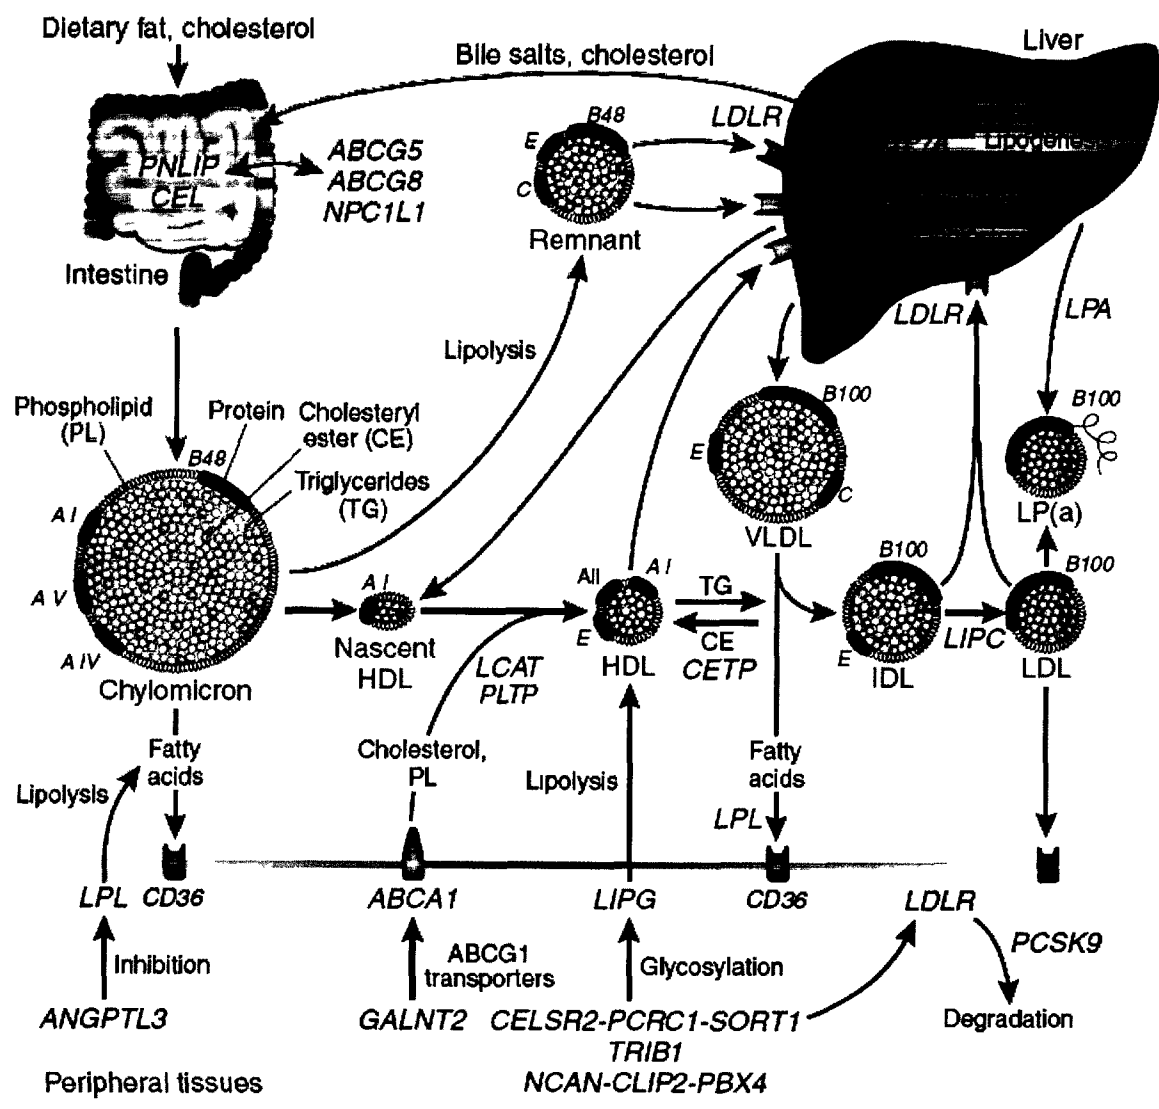 Dietary fat, cholesterol
Bile salts, cholesterol
Liver
Lipogenes
PNLIP
CEL
ABCG5
ABCG8
NPC1L1
Intestine
B48
E
C
Remnant
LDLR
LDLR
LPA
Lipolysis
Phospholipid
(PL)
Protein
Cholesteryl
ester (CE)
Triglycerides
(TG)
B48
A I
A V
A IV
Chylomicron
A I
Nascent
HDL
LCAT
PLTP
AII
A I
E
HDL
TG
CE
CETP
B100
E
C
VLDL
B100
E
IDL
LIPC
B100
LP(a)
B100
LDL
Fatty
acids
Lipolysis
Cholesterol,
PL
Lipolysis
Fatty
acids
LPL
LPL
CD36
ABCA1
LIPG
CD36
LDLR
PCSK9
Inhibition
ABCG1
transporters
Glycosylation
Degradation
ANGPTL3
GALNT2
CELSR2-PCRC1-SORT1
TRIB1
NCAN-CLIP2-PBX4
Peripheral tissues